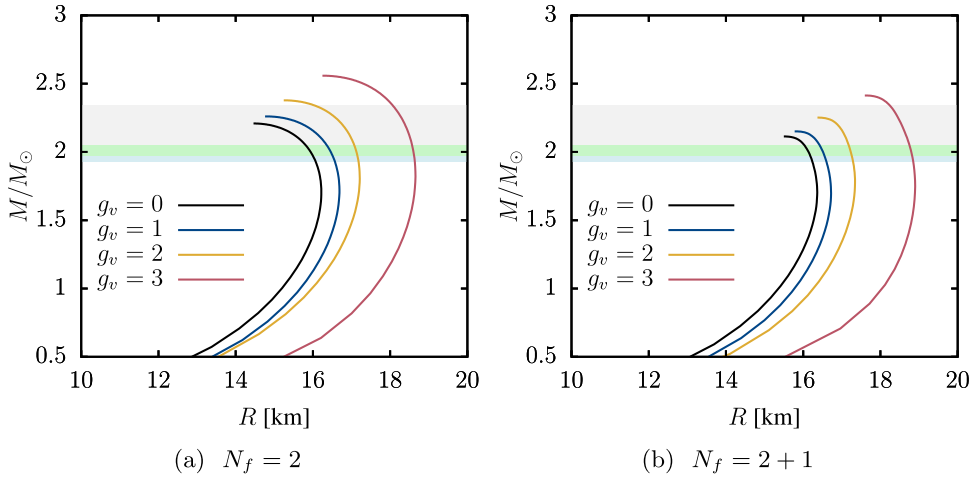 3
2.5
2
1.5
1
0.5
M/M⊙
g_v = 0
g_v = 1
g_v = 2
g_v = 3
10 12 14 16 18 20
R [km]
(a) N_f = 2
3
2.5
2
1.5
1
0.5
M/M⊙
g_v = 0
g_v = 1
g_v = 2
g_v = 3
10 12 14 16 18 20
R [km]
(b) N_f = 2 + 1